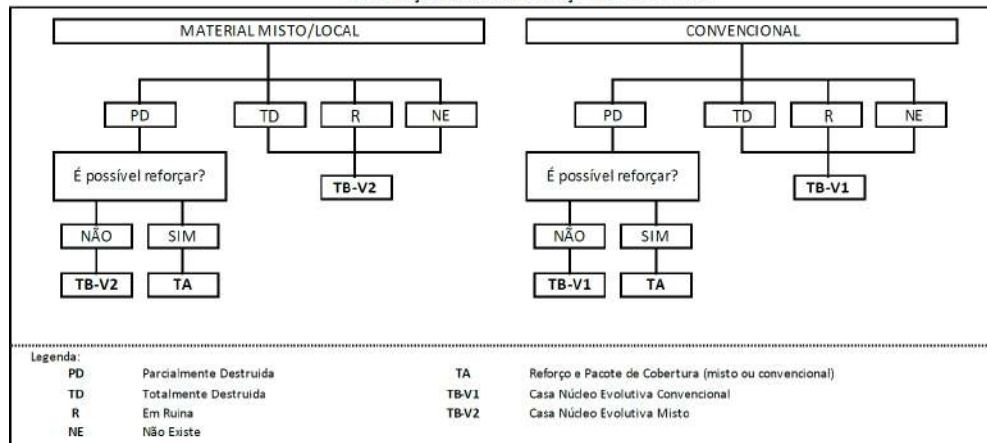 MATERIAL MISTO/LOCAL
CONVENCIONAL
PD
TD
R
NE
PD
TD
R
NE
É possível reforçar?
TB-V2
É possível reforçar?
TB-V1
NÃO
SIM
NÃO
SIM
TB-V2
TA
TB-V1
TA
Legenda:
PD Parcialmente Destruida TA Reforço e Pacote de Cobertura (misto ou convencional)
TD Totalmente Destruida TB-V1 Casa Núcleo Evolutiva Convencional
R Em Ruina TB-V2 Casa Núcleo Evolutiva Misto
NE Não Existe